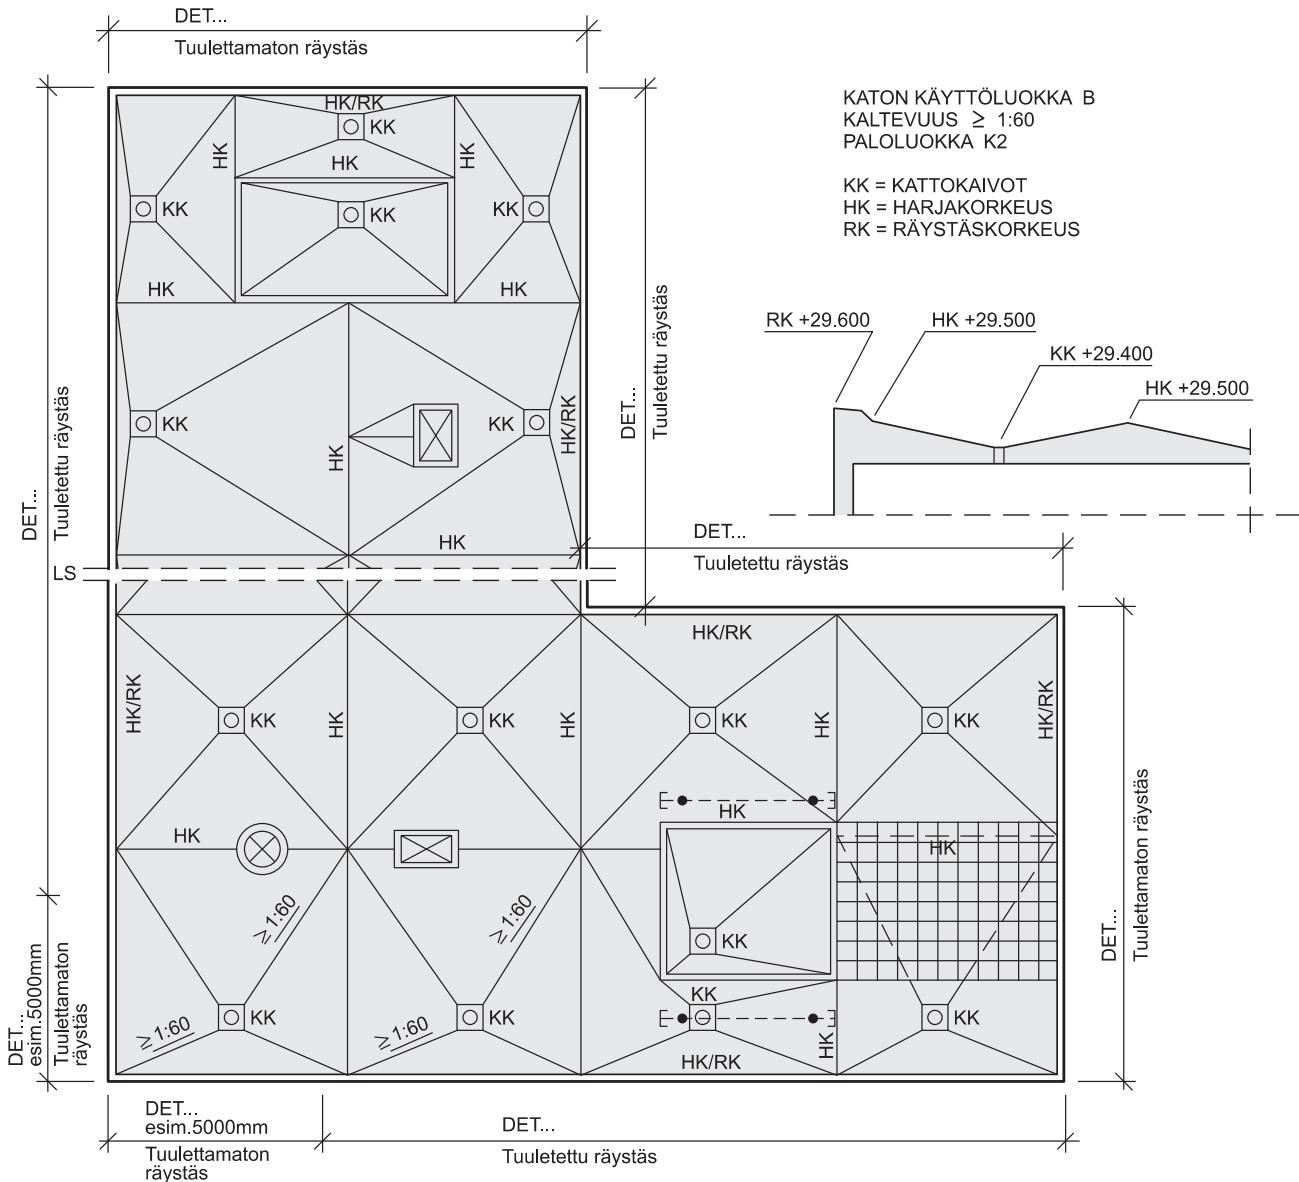 DET...
Tuulettamaton räystäs
KATON KÄYTTÖLUOKKA B
KALTEVUUS ≥ 1:60
PALOLUOKKA K2
KK = KATTOKAIVOT
HK = HARJAKORKEUS
RK = RÄYSTÄSKORKEUS
HK/RK
KK
HK
HK
HK
KK
KK
KK
HK
HK
DET...
Tuuletettu räystäs
DET...
Tuuletettu räystäs
RK +29.600
HK +29.500
KK +29.400
HK +29.500
KK
KK
HK/RK
HK
HK
DET...
Tuuletettu räystäs
LS
HK/RK
HK/RK
HK
HK
HK
HK/RK
KK
KK
KK
KK
HK
HK
HK
≥ 1:60
≥ 1:60
KK
KK
KK
KK
KK
≥ 1:60
≥ 1:60
HK/RK
HK
DET...
Tuulettamaton räystäs
DET...
esim.5000mm
Tuulettamaton
räystäs
DET...
esim.5000mm
Tuulettamaton
räystäs
DET...
Tuuletettu räystäs